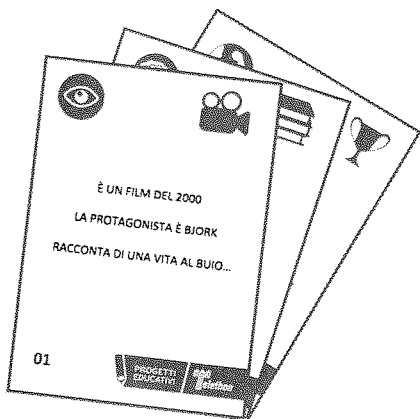 È UN FILM DEL 2000
LA PROTAGONISTA È BJORK
RACCONTA DI UNA VITA AL BUIO...
01
PROGETTI
EDUCATIVI